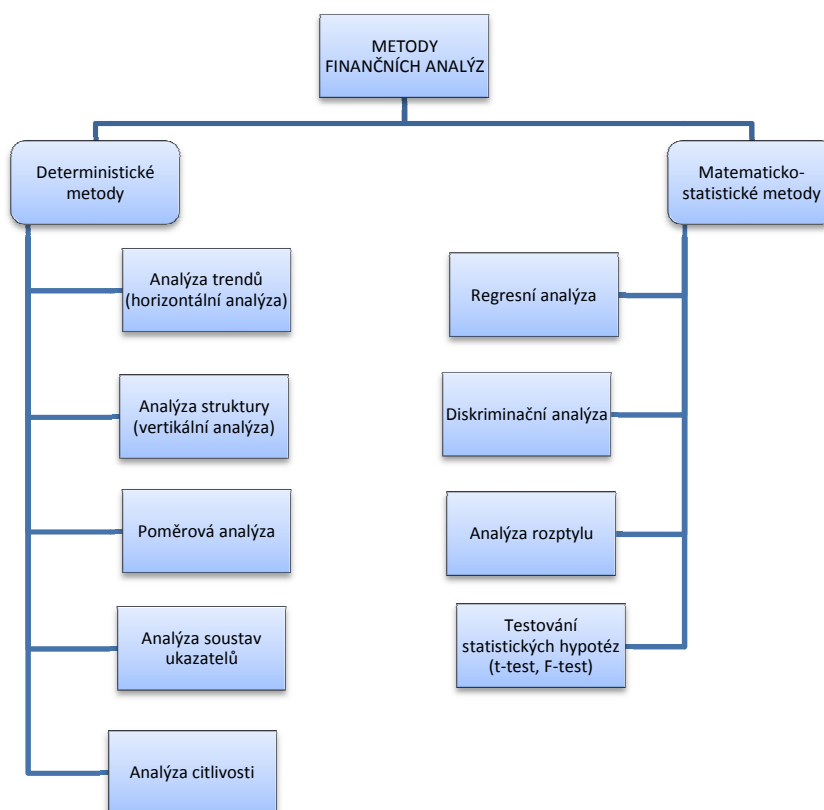 METODY
FINANČNÍCH ANALÝZ
Deterministické
metody
Matematicko-
statistické metody
Analýza trendů
(horizontální analýza)
Analýza struktury
(vertikální analýza)
Poměrová analýza
Analýza soustav
ukazatelů
Analýza citlivosti
Regresní analýza
Diskriminační analýza
Analýza rozptylu
Testování
statistických hypotéz
(t-test, F-test)